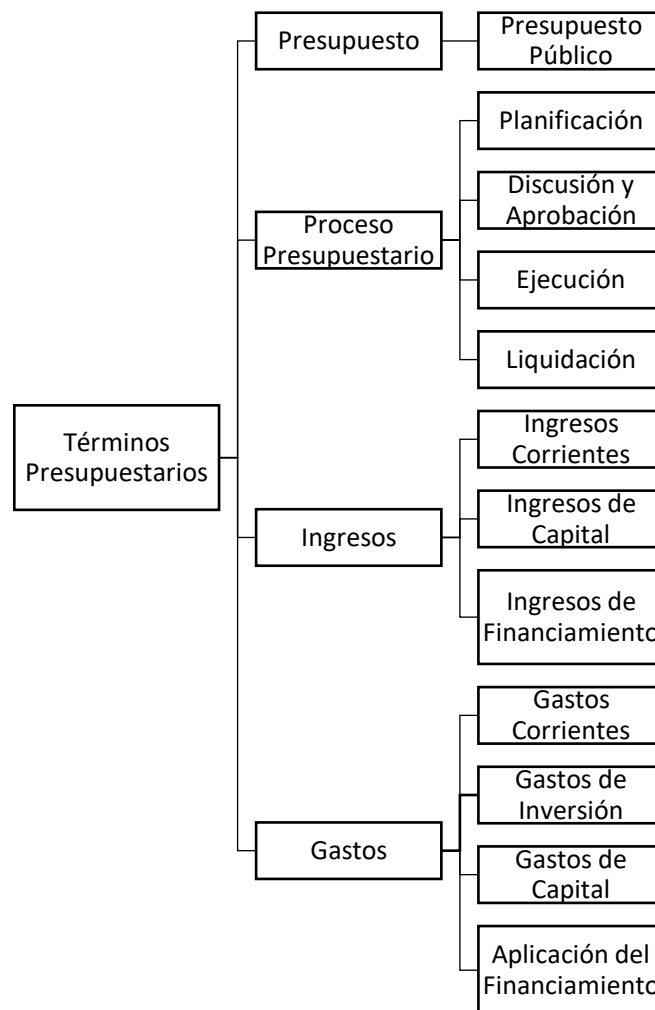 Términos
Presupuestarios
Presupuesto
Presupuesto
Público
Proceso
Presupuestario
Planificación
Discusión y
Aprobación
Ejecución
Liquidación
Ingresos
Ingresos
Corrientes
Ingresos de
Capital
Ingresos de
Financiamiento
Gastos
Gastos
Corrientes
Gastos de
Inversión
Gastos de
Capital
Aplicación del
Financiamiento